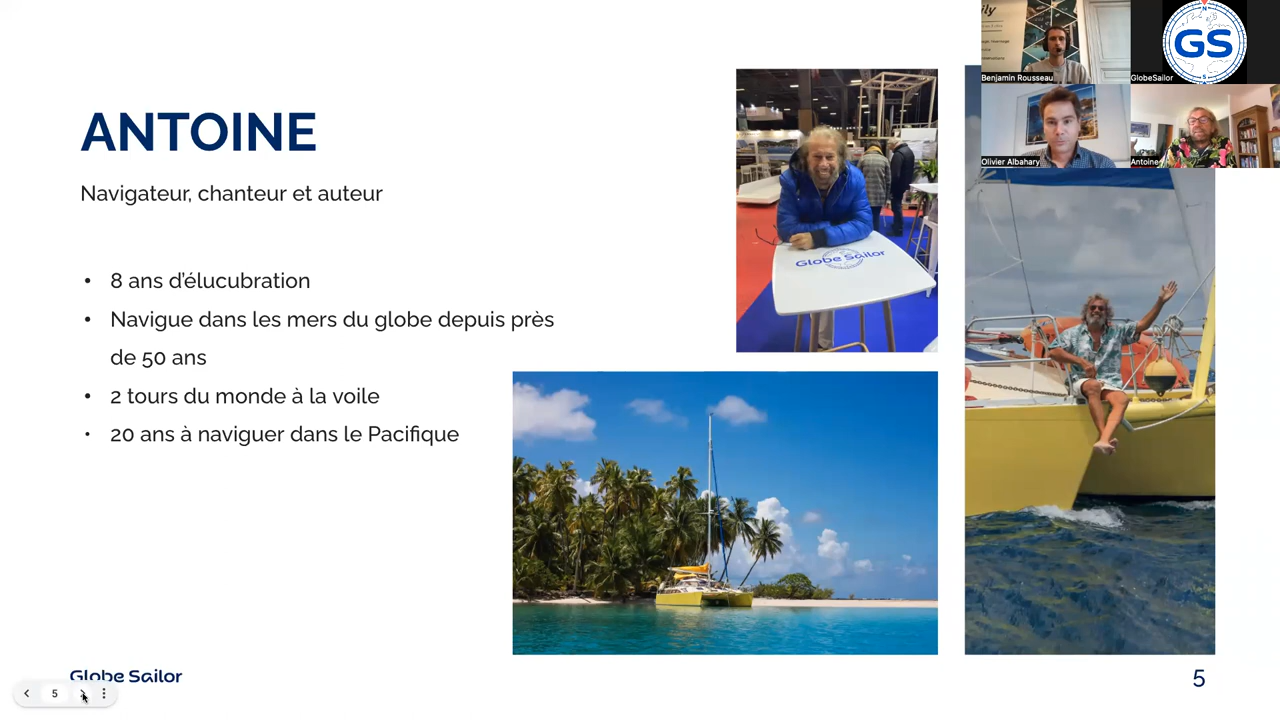 ANTOINE
Navigateur, chanteur et auteur
• 8 ans d'élucubration
• Navigue dans les mers du globe depuis près
de 50 ans
• 2 tours du monde à la voile
• 20 ans à naviguer dans le Pacifique
Globe Sailor
ily
Benjamin Rousseau
N
GS
S
GlobeSailor
Olivier Albahary
Antoine
Globe Sailor
5
5